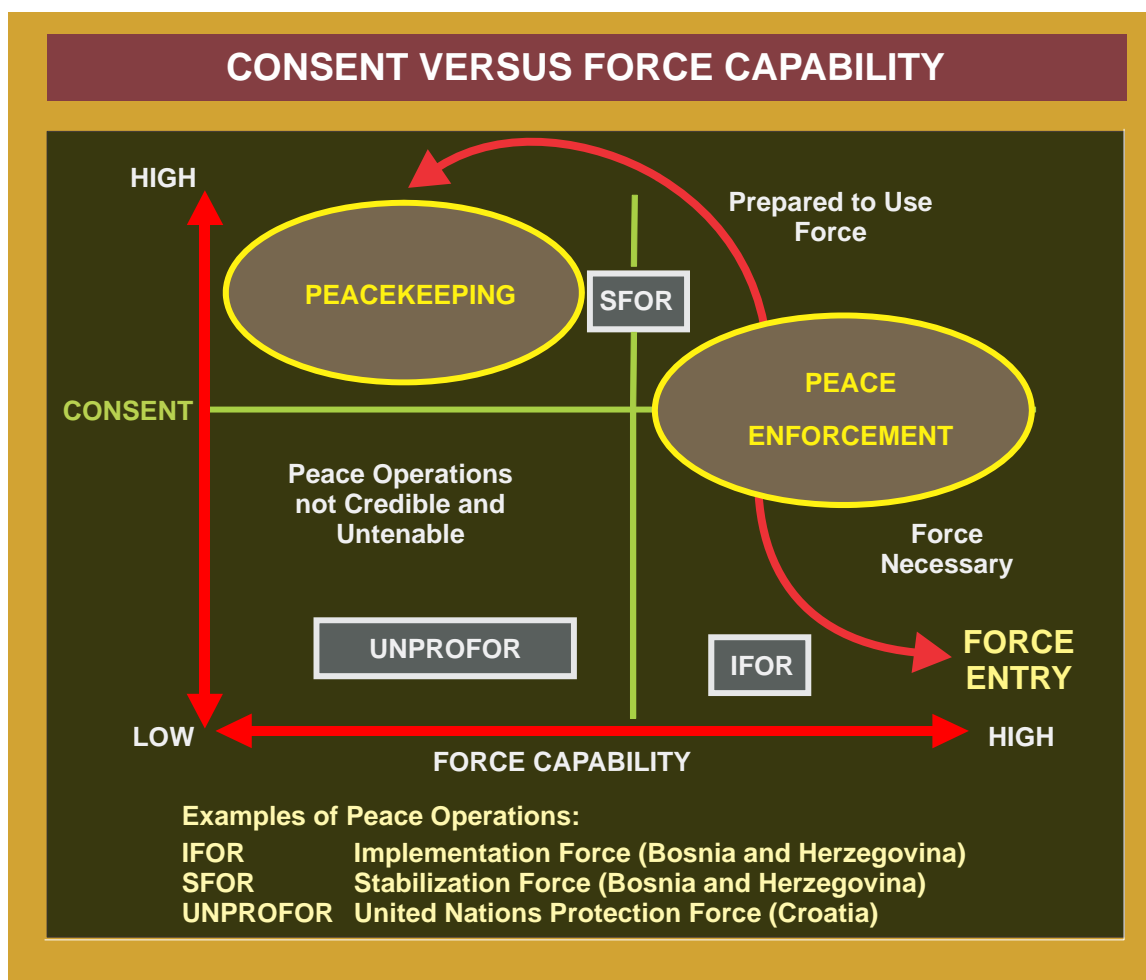 CONSENT VERSUS FORCE CAPABILITY
HIGH
Prepared to Use
Force
PEACEKEEPING
SFOR
PEACE
ENFORCEMENT
CONSENT
Peace Operations
not Credible and
Untenable
Force
Necessary
UNPROFOR
IFOR
FORCE
ENTRY
LOW
HIGH
FORCE CAPABILITY
Examples of Peace Operations:
IFOR Implementation Force (Bosnia and Herzegovina)
SFOR Stabilization Force (Bosnia and Herzegovina)
UNPROFOR United Nations Protection Force (Croatia)